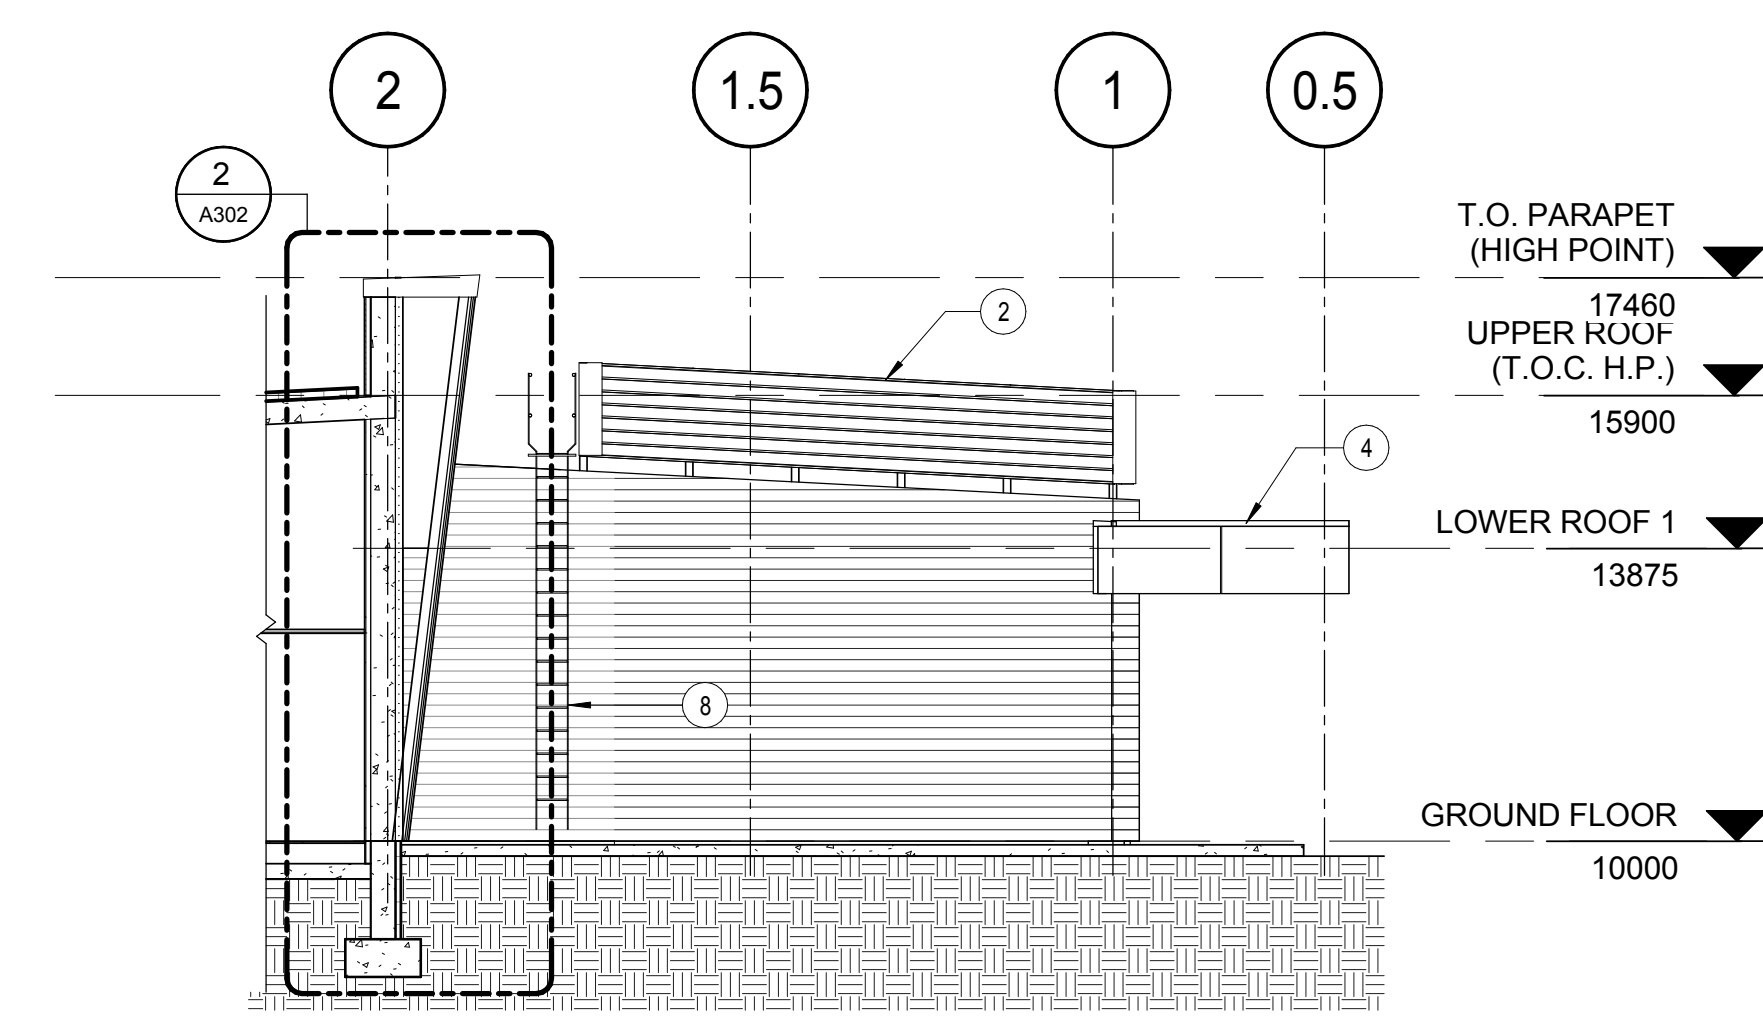 2
1.5
1
0.5
2
A302
T.O. PARAPET
(HIGH POINT)
17460
UPPER ROOF
(T.O.C. H.P.)
15900
2
4
LOWER ROOF 1
13875
8
GROUND FLOOR
10000